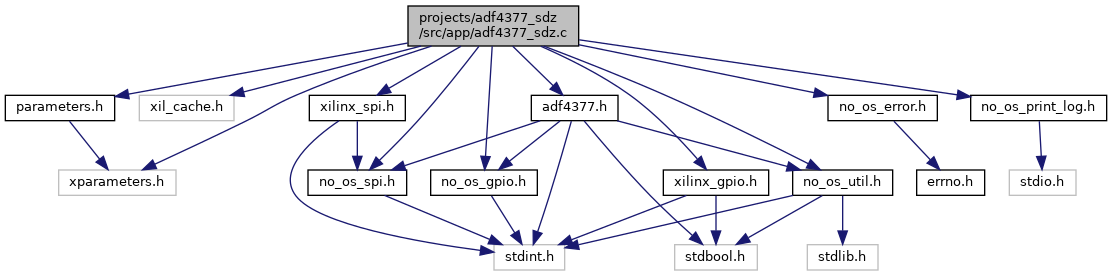 projects/adf4377_sdz
/src/app/adf4377_sdz.c
parameters.h
xil_cache.h
xilinx_spi.h
adf4377.h
no_os_error.h
no_os_print_log.h
xparameters.h
no_os_spi.h
no_os_gpio.h
xilinx_gpio.h
no_os_util.h
errno.h
stdio.h
stdint.h
stdbool.h
stdlib.h